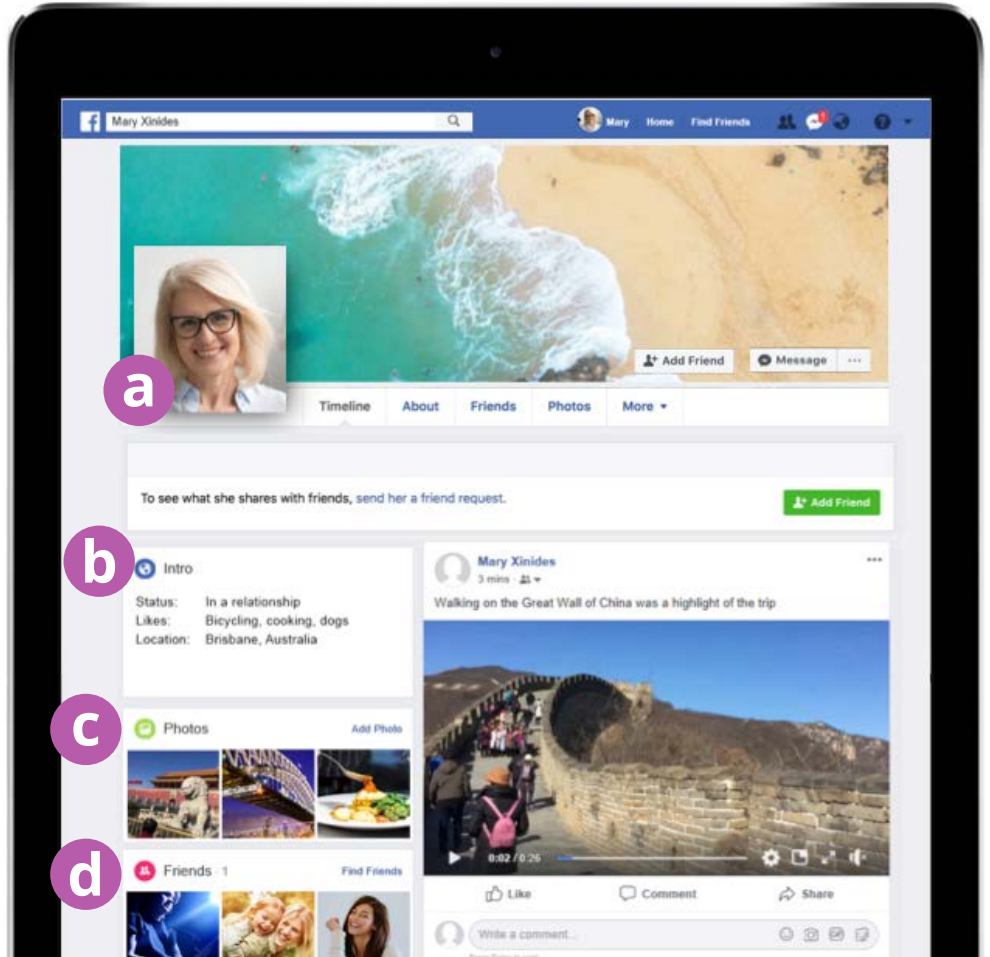 f Mary Xinides
Mary Home Find Friends
Add Friend Message
a
Timeline About Friends Photos More
To see what she shares with friends, send her a friend request.
Add Friend
b
Intro
Status: In a relationship
Likes: Bicycling, cooking, dogs
Location: Brisbane, Australia
Mary Xinides
3 mins
Walking on the Great Wall of China was a highlight of the trip
c
Photos Add Photo
d
Friends 1 Find Friends
0:02 / 0:26
Like Comment Share
Write a comment...